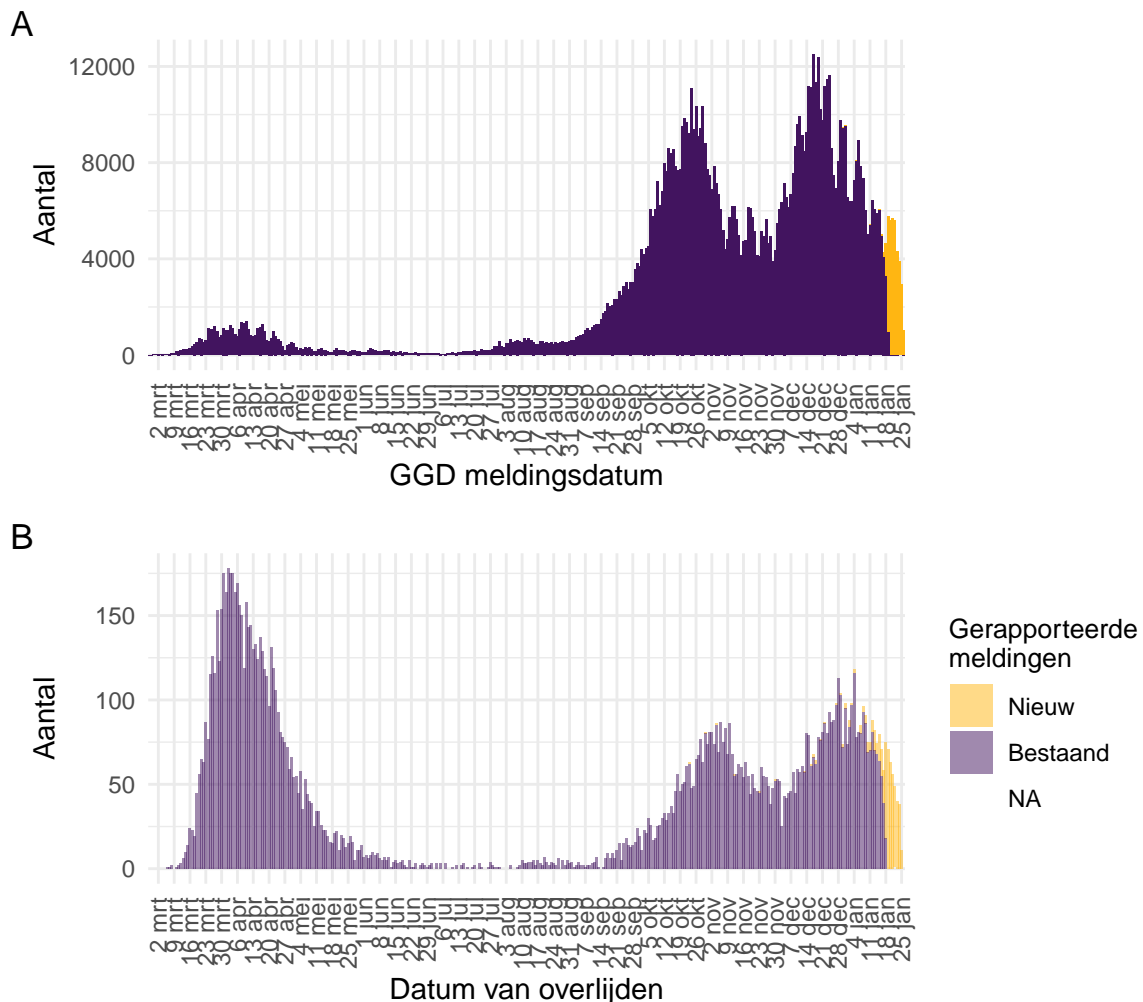 A
12000
8000
4000
0
Aantal
2 mrt
9 mrt
16 mrt
23 mrt
30 mrt
6 apr
13 apr
20 apr
27 apr
4 mei
11 mei
18 mei
25 mei
1 jun
8 jun
15 jun
22 jun
29 jun
6 jul
13 jul
20 jul
27 jul
3 aug
10 aug
17 aug
24 aug
31 aug
7 sep
14 sep
21 sep
28 sep
5 okt
12 okt
19 okt
26 okt
2 nov
9 nov
16 nov
23 nov
30 nov
7 dec
14 dec
21 dec
28 dec
4 jan
11 jan
18 jan
25 jan
GGD meldingsdatum
B
150
100
50
0
Aantal
2 mrt
9 mrt
16 mrt
23 mrt
30 mrt
6 apr
13 apr
20 apr
27 apr
4 mei
11 mei
18 mei
25 mei
1 jun
8 jun
15 jun
22 jun
29 jun
6 jul
13 jul
20 jul
27 jul
3 aug
10 aug
17 aug
24 aug
31 aug
7 sep
14 sep
21 sep
28 sep
5 okt
12 okt
19 okt
26 okt
2 nov
9 nov
16 nov
23 nov
30 nov
7 dec
14 dec
21 dec
28 dec
4 jan
11 jan
18 jan
25 jan
Datum van overlijden
Gerapporteerde
meldingen
Nieuw
Bestaand
NA